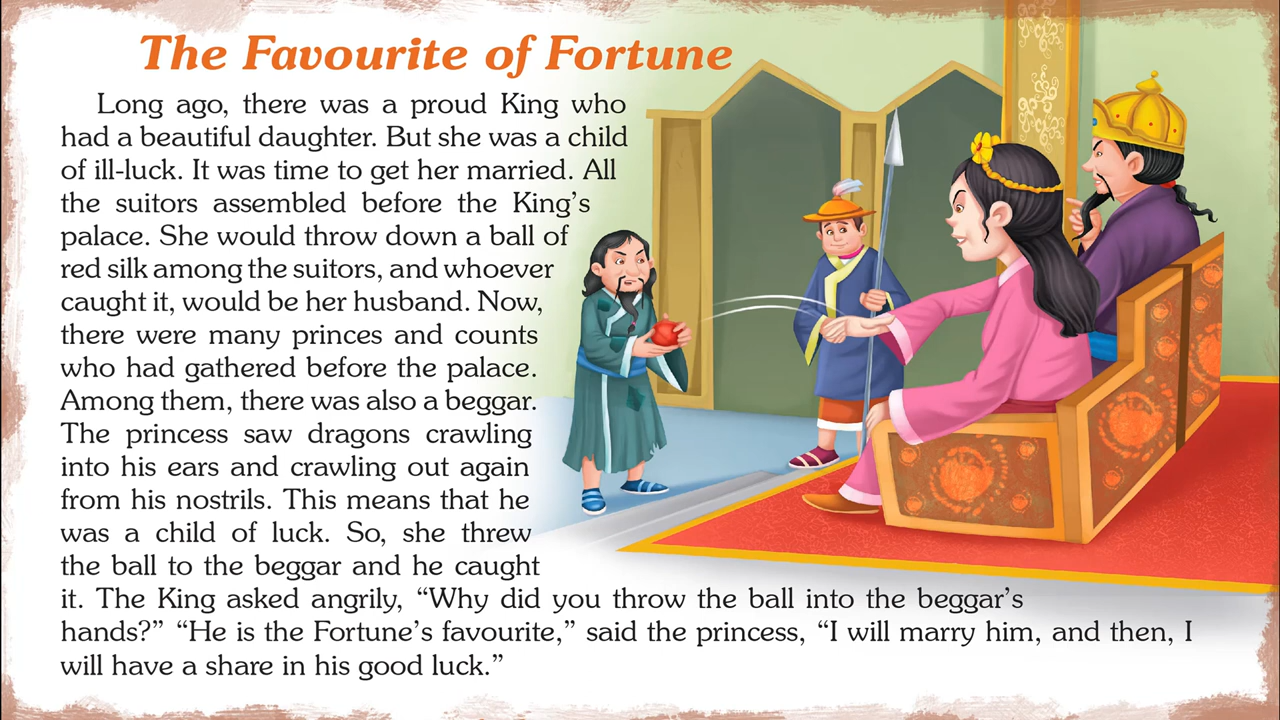 The Favourite of Fortune
Long ago, there was a proud King who
had a beautiful daughter. But she was a child
of ill-luck. It was time to get her married. All
the suitors assembled before the King's
palace. She would throw down a ball of
red silk among the suitors, and whoever
caught it, would be her husband. Now,
there were many princes and counts
who had gathered before the palace.
Among them, there was also a beggar.
The princess saw dragons crawling
into his ears and crawling out again
from his nostrils. This means that he
was a child of luck. So, she threw
the ball to the beggar and he caught
it. The King asked angrily, “Why did you throw the ball into the beggar's
hands?” “He is the Fortune's favourite,” said the princess, “I will marry him, and then, I
will have a share in his good luck.”